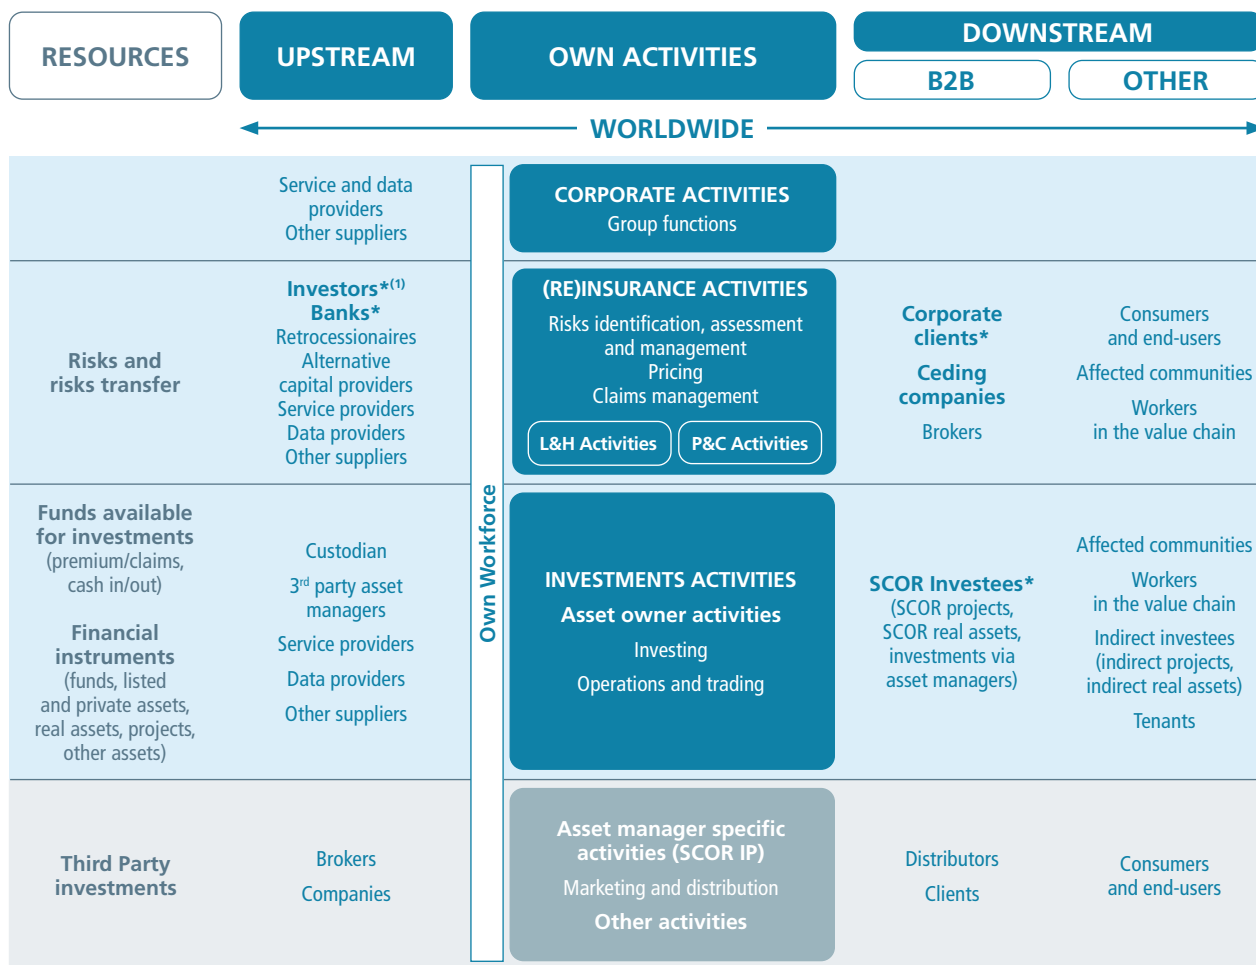 RESOURCES
UPSTREAM
OWN ACTIVITIES
DOWNSTREAM
B2B
OTHER
WORLDWIDE
Own Workforce
Service and data
providers
Other suppliers
CORPORATE ACTIVITIES
Group functions
Risks and
risks transfer
Investors*(1)
Banks*
Retrocessionaires
Alternative
capital providers
Service providers
Data providers
Other suppliers
(RE)INSURANCE ACTIVITIES
Risks identification, assessment
and management
Pricing
Claims management
L&H Activities
P&C Activities
Corporate
clients*
Ceding
companies
Brokers
Consumers
and end-users
Affected communities
Workers
in the value chain
Funds available
for investments
(premium/claims,
cash in/out)
Financial
instruments
(funds, listed
and private assets,
real assets, projects,
other assets)
Custodian
3rd party asset
managers
Service providers
Data providers
Other suppliers
INVESTMENTS ACTIVITIES
Asset owner activities
Investing
Operations and trading
SCOR Investees*
(SCOR projects,
SCOR real assets,
investments via
asset managers)
Affected communities
Workers
in the value chain
Indirect investees
(indirect projects,
indirect real assets)
Tenants
Third Party
investments
Brokers
Companies
Asset manager specific
activities (SCOR IP)
Marketing and distribution
Other activities
Distributors
Clients
Consumers
and end-users